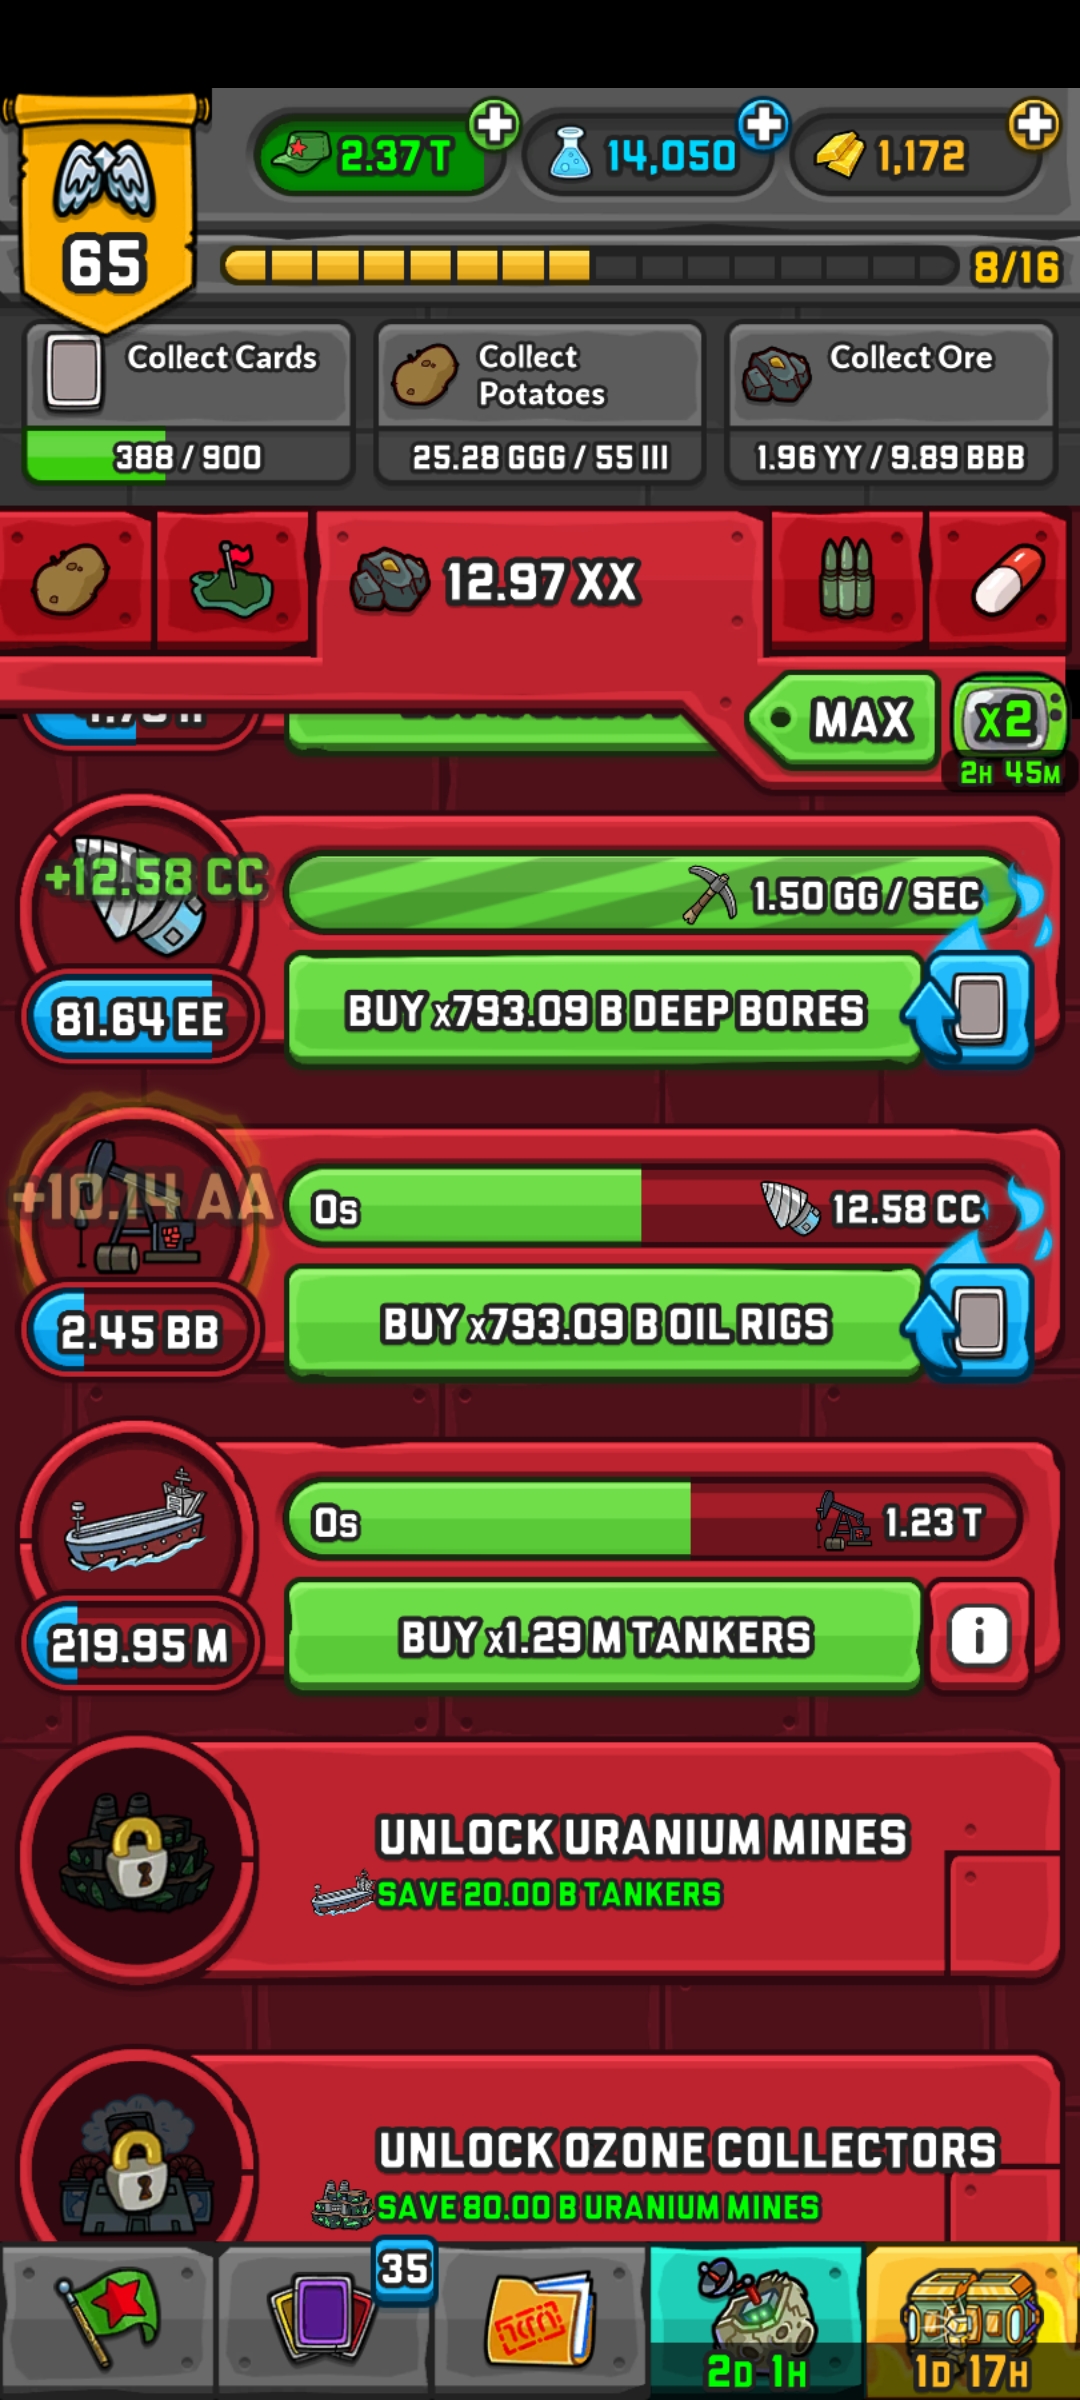 2.37 T
14,050
1,172
65
8/16
Collect Cards
388 / 900
Collect
Potatoes
25.28 GGG / 55 III
Collect Ore
1.96 YY / 9.89 BBB
12.97 XX
MAX
x2
2H 45M
+12.58 CC
1.50 GG / SEC
81.64 EE
BUY x793.09 B DEEP BORES
+10.14 AA
0s
12.58 CC
2.45 BB
BUY x793.09 B OIL RIGS
0s
1.23 T
219.95 M
BUY x1.29 M TANKERS
i
UNLOCK URANIUM MINES
SAVE 20.00 B TANKERS
UNLOCK OZONE COLLECTORS
SAVE 80.00 B URANIUM MINES
35
2D 1H
1D 17H